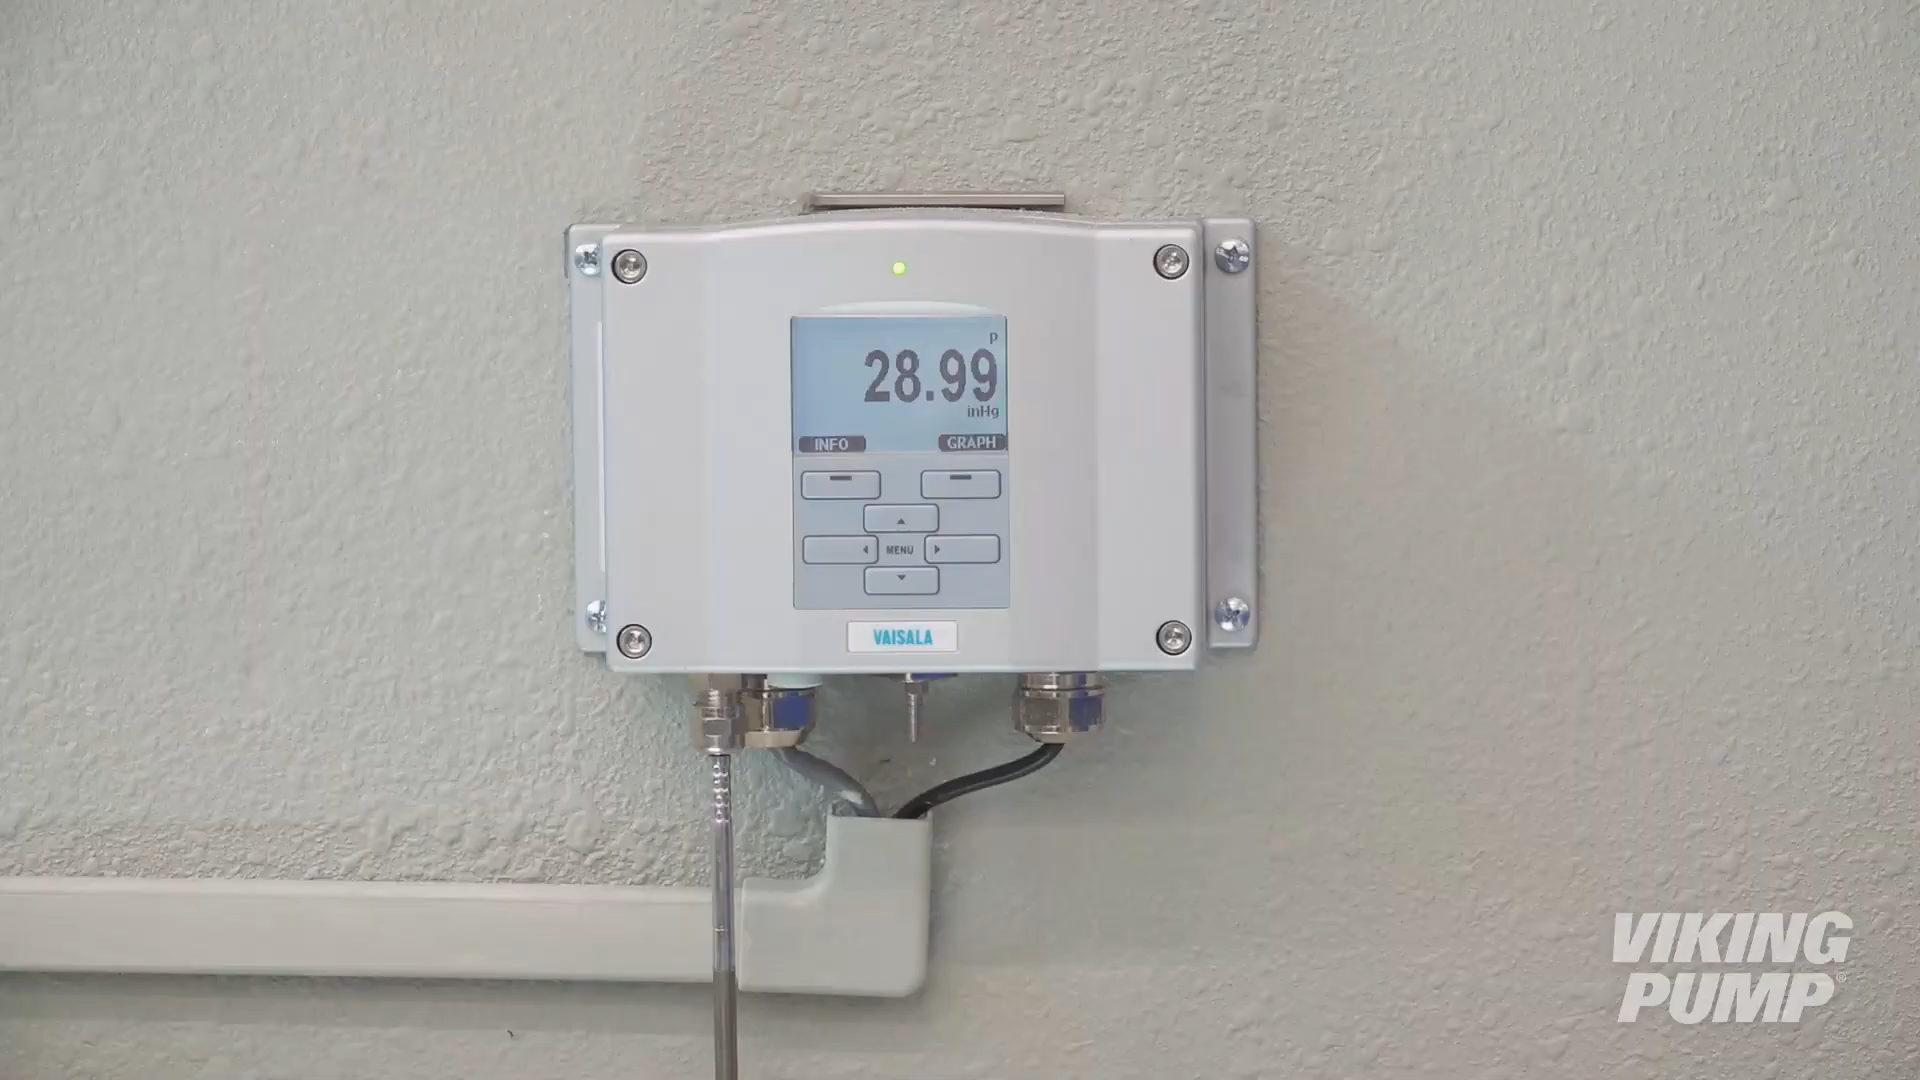 P
28.99
inHg
INFO GRAPH
MENU
VAISALA
VIKING
PUMP®